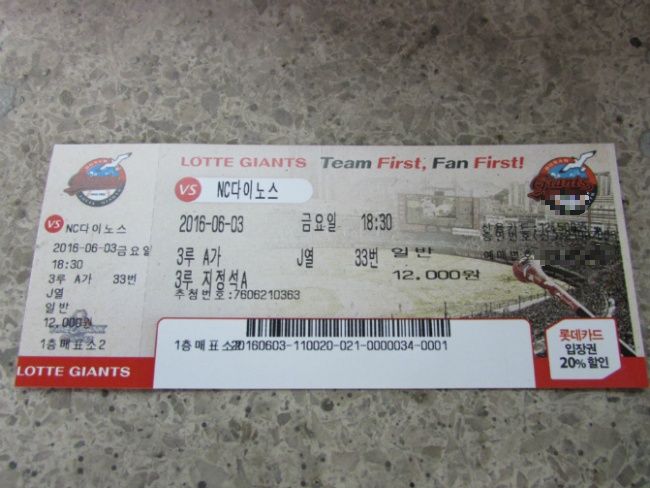 LOTTE GIANTS Team First, Fan First!
VS NC다이노스
2016-06-03 금요일 18:30
3루 A가 J열 33번 일반
3루 지정석A 12,000원
추첨번호:7606210363
1층매표소2
20160603-110020-021-0000034-0001
롯데카드
입장권
20% 할인
Giants
VS NC다이노스
2016-06-03금요일
18:30
3루 A가 33번
J열
일반
12,000원
1층매표소2
LOTTE GIANTS